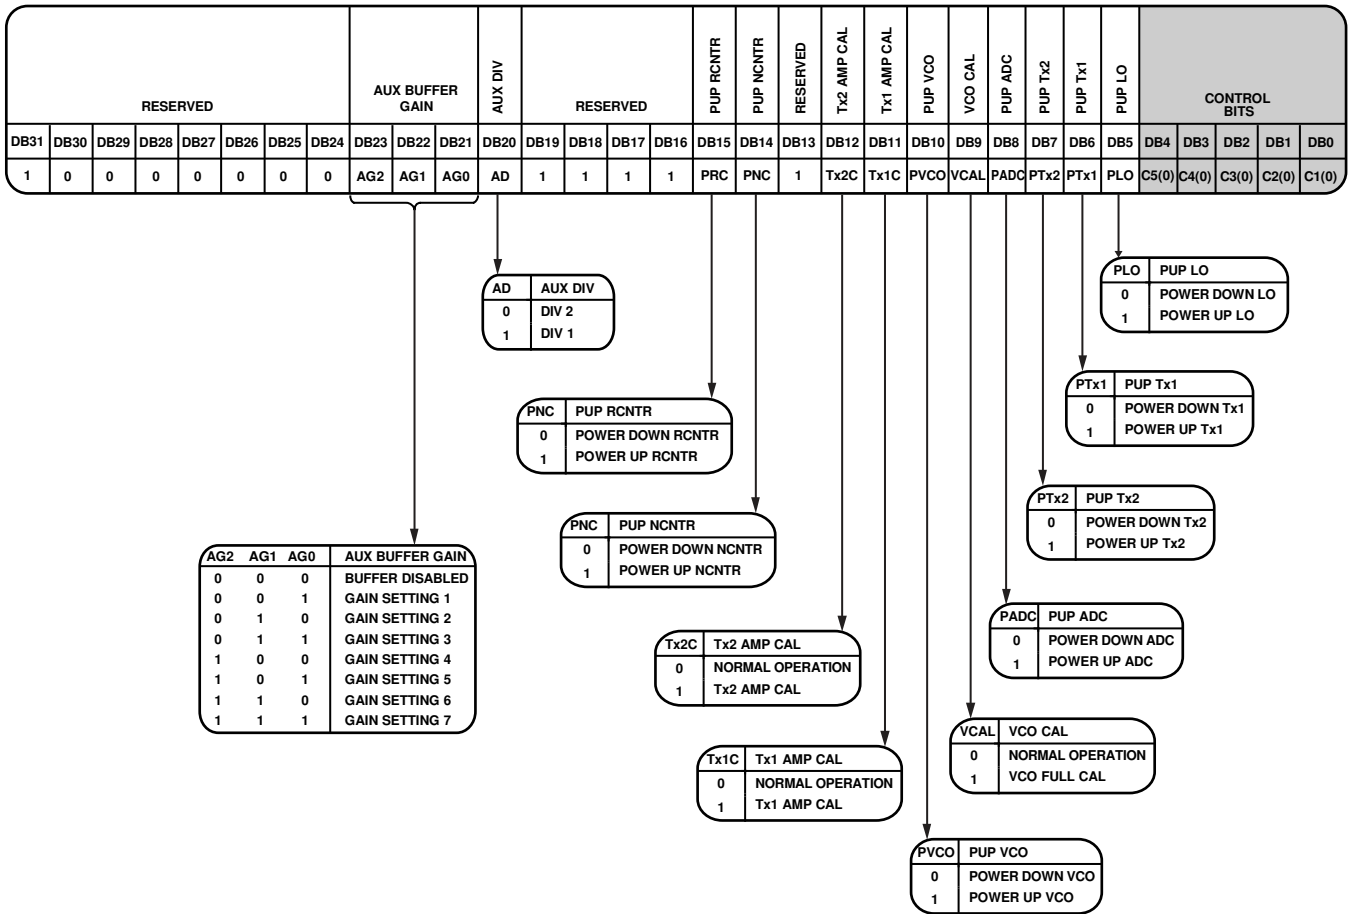 RESERVED
AUX BUFFER
GAIN
AUX DIV
RESERVED
PUP RCNTR
PUP NCNTR
RESERVED
Tx2 AMP CAL
Tx1 AMP CAL
PUP VCO
VCO CAL
PUP ADC
PUP Tx2
PUP Tx1
PUP LO
CONTROL
BITS
DB31 DB30 DB29 DB28 DB27 DB26 DB25 DB24 DB23 DB22 DB21 DB20 DB19 DB18 DB17 DB16 DB15 DB14 DB13 DB12 DB11 DB10 DB9 DB8 DB7 DB6 DB5 DB4 DB3 DB2 DB1 DB0
1 0 0 0 0 0 0 0 AG2 AG1 AG0 AD 1 1 1 1 PRC PNC 1 Tx2C Tx1C PVCO VCAL PADC PTx2 PTx1 PLO C5(0) C4(0) C3(0) C2(0) C1(0)
PLO PUP LO
0 POWER DOWN LO
1 POWER UP LO
AD AUX DIV
0 DIV 2
1 DIV 1
PTx1 PUP Tx1
0 POWER DOWN Tx1
1 POWER UP Tx1
PNC PUP RCNTR
0 POWER DOWN RCNTR
1 POWER UP RCNTR
PTx2 PUP Tx2
0 POWER DOWN Tx2
1 POWER UP Tx2
PNC PUP NCNTR
0 POWER DOWN NCNTR
1 POWER UP NCNTR
AG2 AG1 AG0 AUX BUFFER GAIN
0 0 0 BUFFER DISABLED
0 0 1 GAIN SETTING 1
0 1 0 GAIN SETTING 2
0 1 1 GAIN SETTING 3
1 0 0 GAIN SETTING 4
1 0 1 GAIN SETTING 5
1 1 0 GAIN SETTING 6
1 1 1 GAIN SETTING 7
PADC PUP ADC
0 POWER DOWN ADC
1 POWER UP ADC
Tx2C Tx2 AMP CAL
0 NORMAL OPERATION
1 Tx2 AMP CAL
VCAL VCO CAL
0 NORMAL OPERATION
1 VCO FULL CAL
Tx1C Tx1 AMP CAL
0 NORMAL OPERATION
1 Tx1 AMP CAL
PVCO PUP VCO
0 POWER DOWN VCO
1 POWER UP VCO